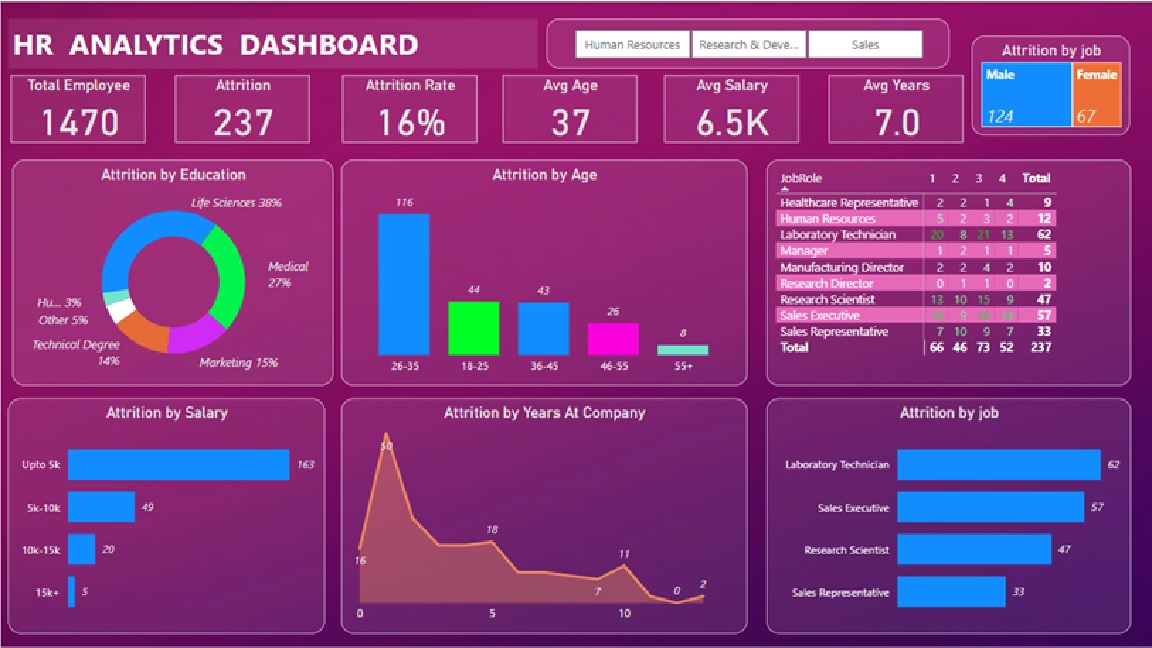 HR ANALYTICS DASHBOARD
Human Resources
Research & Deve...
Sales
Total Employee
1470
Attrition
237
Attrition Rate
16%
Avg Age
37
Avg Salary
6.5K
Avg Years
7.0
Attrition by job
Male
Female
124
67
Attrition by Education
Life Sciences 38%
Medical
27%
Hu... 3%
Other 5%
Technical Degree
14%
Marketing 15%
Attrition by Age
116
44
43
26
8
26-35
18-25
36-45
46-55
55+
JobRole 1 2 3 4 Total
Healthcare Representative 2 2 1 4 9
Human Resources 5 2 3 2 12
Laboratory Technician 20 8 21 13 62
Manager 1 2 1 1 5
Manufacturing Director 2 2 4 2 10
Research Director 0 1 1 0 2
Research Scientist 13 10 15 9 47
Sales Executive 9 14 57
Sales Representative 7 10 9 7 33
Total 66 46 73 52 237
Attrition by Salary
Upto 5k 163
5k-10k 49
10k-15k 20
15k+ 5
Attrition by Years At Company
59
16
18
7
11
0
2
0 5 10
Attrition by job
Laboratory Technician 62
Sales Executive 57
Research Scientist 47
Sales Representative 33